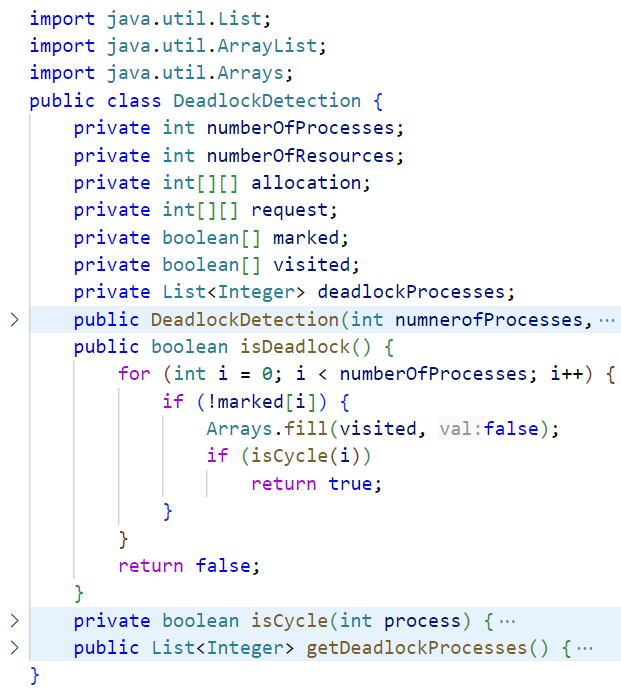 import java.util.List;
import java.util.ArrayList;
import java.util.Arrays;
public class DeadlockDetection {
    private int numberOfProcesses;
    private int numberOfResources;
    private int[][] allocation;
    private int[][] request;
    private boolean[] marked;
    private boolean[] visited;
    private List<Integer> deadlockProcesses;
    public DeadlockDetection(int numnerofProcesses, ···
    public boolean isDeadlock() {
        for (int i = 0; i < numberOfProcesses; i++) {
            if (!marked[i]) {
                Arrays.fill(visited, val:false);
                if (isCycle(i))
                    return true;
            }
        }
        return false;
    }
    private boolean isCycle(int process) { ···
    public List<Integer> getDeadlockProcesses() { ···
}